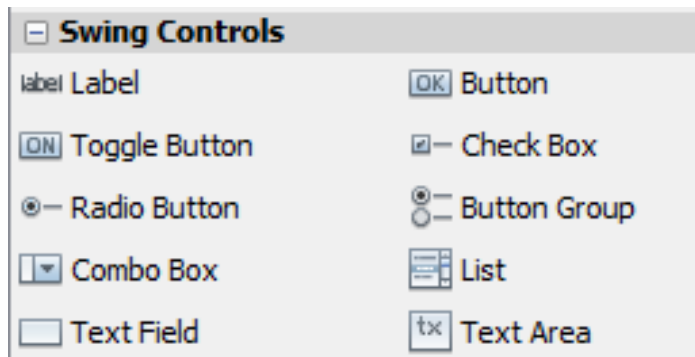 Swing Controls
label Label
OK Button
ON Toggle Button
Check Box
Radio Button
Button Group
Combo Box
List
Text Field
tx Text Area